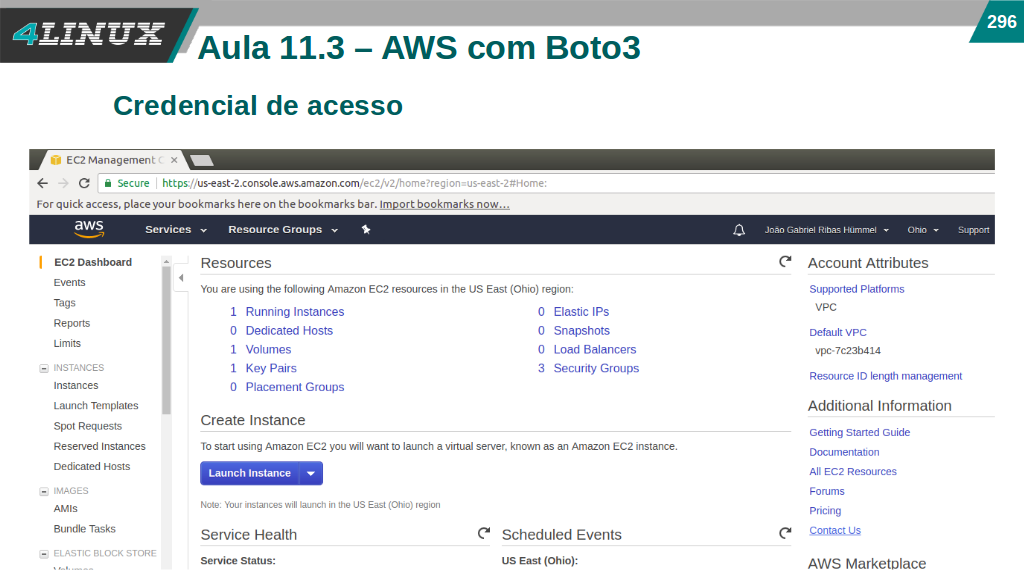 4LINUX
296
Aula 11.3 – AWS com Boto3
Credencial de acesso
EC2 Management C
Secure
https://us-east-2.console.aws.amazon.com/ec2/v2/home?region=us-east-2#Home:
For quick access, place your bookmarks here on the bookmarks bar. Import bookmarks now...
aws
Services
Resource Groups
João Gabriel Ribas Hümmel
Ohio
Support
EC2 Dashboard
Events
Tags
Reports
Limits
INSTANCES
Instances
Launch Templates
Spot Requests
Reserved Instances
Dedicated Hosts
IMAGES
AMIs
Bundle Tasks
ELASTIC BLOCK STORE
Volumes
Resources
You are using the following Amazon EC2 resources in the US East (Ohio) region:
1 Running Instances
0 Dedicated Hosts
1 Volumes
1 Key Pairs
0 Placement Groups
0 Elastic IPs
0 Snapshots
0 Load Balancers
3 Security Groups
Create Instance
To start using Amazon EC2 you will want to launch a virtual server, known as an Amazon EC2 instance.
Launch Instance
Note: Your instances will launch in the US East (Ohio) region
Service Health
Service Status:
Scheduled Events
US East (Ohio):
Account Attributes
Supported Platforms
VPC
Default VPC
vpc-7c23b414
Resource ID length management
Additional Information
Getting Started Guide
Documentation
All EC2 Resources
Forums
Pricing
Contact Us
AWS Marketplace